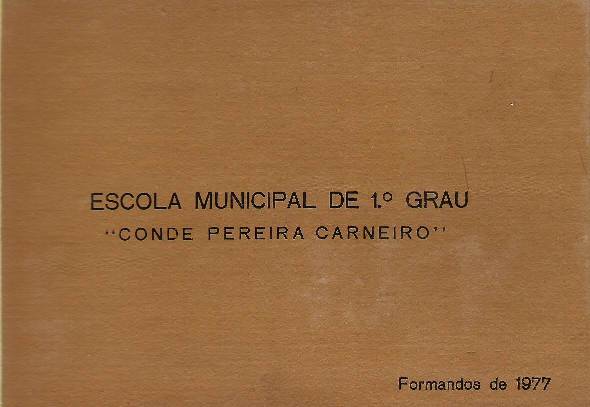 ESCOLA MUNICIPAL DE 1.º GRAU
"CONDE PEREIRA CARNEIRO"
Formandos de 1977